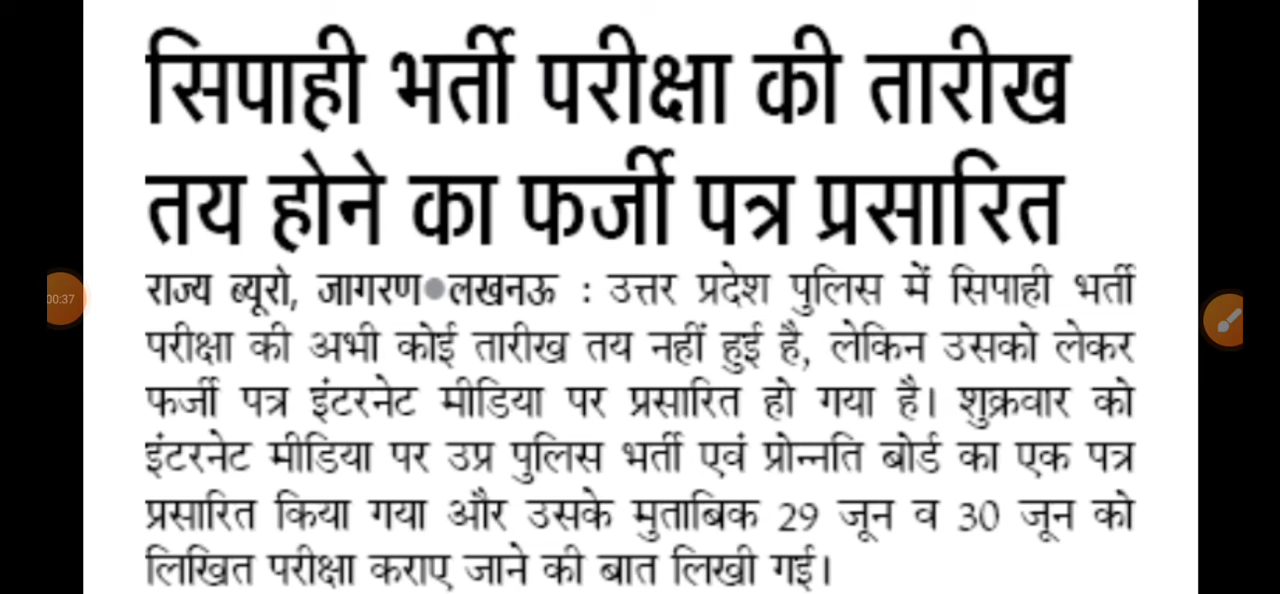 सिपाही भर्ती परीक्षा की तारीख
तय होने का फर्जी पत्र प्रसारित
राज्य ब्यूरो, जागरण●लखनऊ : उत्तर प्रदेश पुलिस में सिपाही भर्ती
परीक्षा की अभी कोई तारीख तय नहीं हुई है, लेकिन उसको लेकर
फर्जी पत्र इंटरनेट मीडिया पर प्रसारित हो गया है। शुक्रवार को
इंटरनेट मीडिया पर उप्र पुलिस भर्ती एवं प्रोन्नति बोर्ड का एक पत्र
प्रसारित किया गया और उसके मुताबिक 29 जून व 30 जून को
लिखित परीक्षा कराए जाने की बात लिखी गई।
00:37